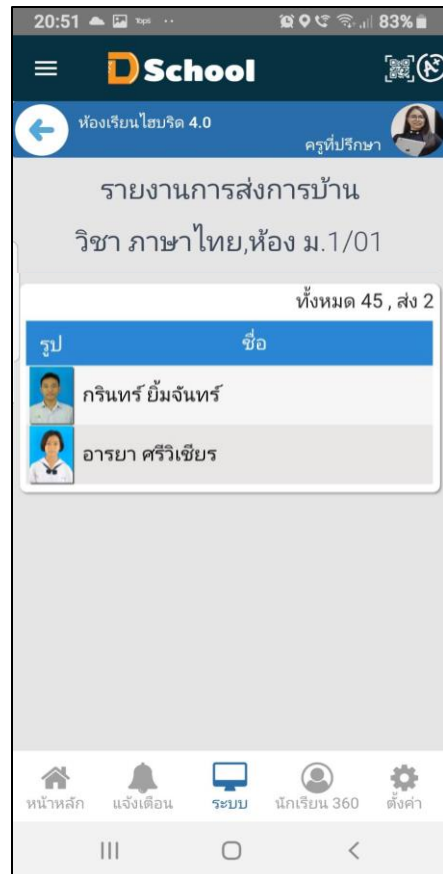 20:51
83%
DSchool
ห้องเรียนไฮบริด 4.0
ครูที่ปรึกษา
รายงานการส่งการบ้าน
วิชา ภาษาไทย,ห้อง ม.1/01
ทั้งหมด 45 , ส่ง 2
รูป ชื่อ
กรินทร์ ยิ้มจันทร์
อารยา ศรีวิเชียร
หน้าหลัก แจ้งเตือน ระบบ นักเรียน 360 ตั้งค่า